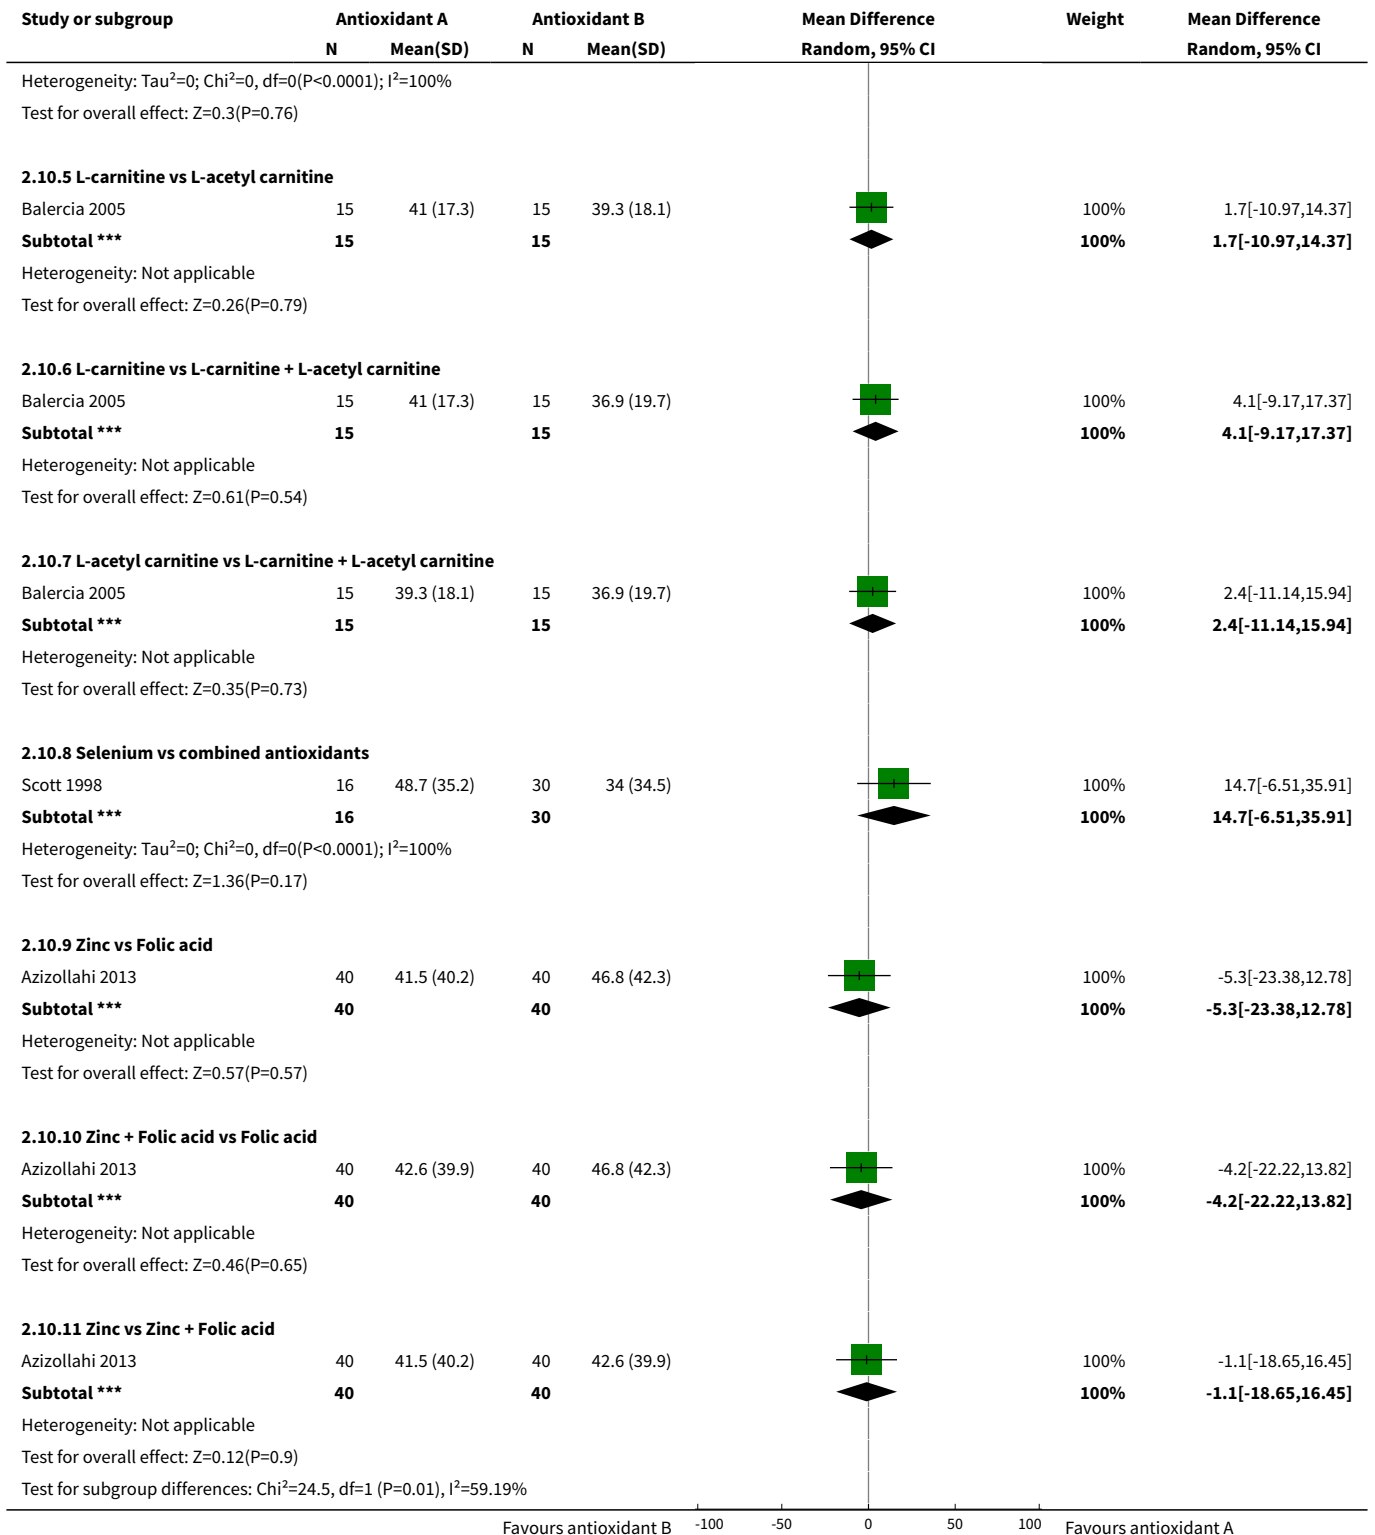 Study or subgroup Antioxidant A Antioxidant B Mean Difference Weight Mean Difference
N Mean(SD) N Mean(SD) Random, 95% CI Random, 95% CI
Heterogeneity: Tau²=0; Chi²=0, df=0(P<0.0001); I²=100%
Test for overall effect: Z=0.3(P=0.76)
2.10.5 L-carnitine vs L-acetyl carnitine
Balercia 2005 15 41 (17.3) 15 39.3 (18.1) 100% 1.7[-10.97,14.37]
Subtotal *** 15 15 100% 1.7[-10.97,14.37]
Heterogeneity: Not applicable
Test for overall effect: Z=0.26(P=0.79)
2.10.6 L-carnitine vs L-carnitine + L-acetyl carnitine
Balercia 2005 15 41 (17.3) 15 36.9 (19.7) 100% 4.1[-9.17,17.37]
Subtotal *** 15 15 100% 4.1[-9.17,17.37]
Heterogeneity: Not applicable
Test for overall effect: Z=0.61(P=0.54)
2.10.7 L-acetyl carnitine vs L-carnitine + L-acetyl carnitine
Balercia 2005 15 39.3 (18.1) 15 36.9 (19.7) 100% 2.4[-11.14,15.94]
Subtotal *** 15 15 100% 2.4[-11.14,15.94]
Heterogeneity: Not applicable
Test for overall effect: Z=0.35(P=0.73)
2.10.8 Selenium vs combined antioxidants
Scott 1998 16 48.7 (35.2) 30 34 (34.5) 100% 14.7[-6.51,35.91]
Subtotal *** 16 30 100% 14.7[-6.51,35.91]
Heterogeneity: Tau²=0; Chi²=0, df=0(P<0.0001); I²=100%
Test for overall effect: Z=1.36(P=0.17)
2.10.9 Zinc vs Folic acid
Azizollahi 2013 40 41.5 (40.2) 40 46.8 (42.3) 100% -5.3[-23.38,12.78]
Subtotal *** 40 40 100% -5.3[-23.38,12.78]
Heterogeneity: Not applicable
Test for overall effect: Z=0.57(P=0.57)
2.10.10 Zinc + Folic acid vs Folic acid
Azizollahi 2013 40 42.6 (39.9) 40 46.8 (42.3) 100% -4.2[-22.22,13.82]
Subtotal *** 40 40 100% -4.2[-22.22,13.82]
Heterogeneity: Not applicable
Test for overall effect: Z=0.46(P=0.65)
2.10.11 Zinc vs Zinc + Folic acid
Azizollahi 2013 40 41.5 (40.2) 40 42.6 (39.9) 100% -1.1[-18.65,16.45]
Subtotal *** 40 40 100% -1.1[-18.65,16.45]
Heterogeneity: Not applicable
Test for overall effect: Z=0.12(P=0.9)
Test for subgroup differences: Chi²=24.5, df=1 (P=0.01), I²=59.19%
Favours antioxidant B -100 -50 0 50 100 Favours antioxidant A